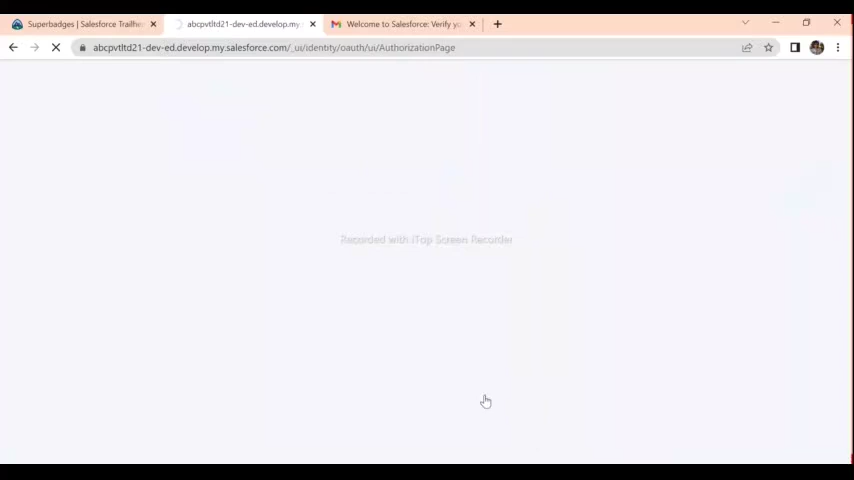 Superbadges | Salesforce Trailhe
abcpvtltd21-dev-ed.develop.my
Welcome to Salesforce: Verify yo
abcpvtltd21-dev-ed.develop.my.salesforce.com/_ui/identity/oauth/ui/AuthorizationPage
Recorded with iTop Screen Recorder